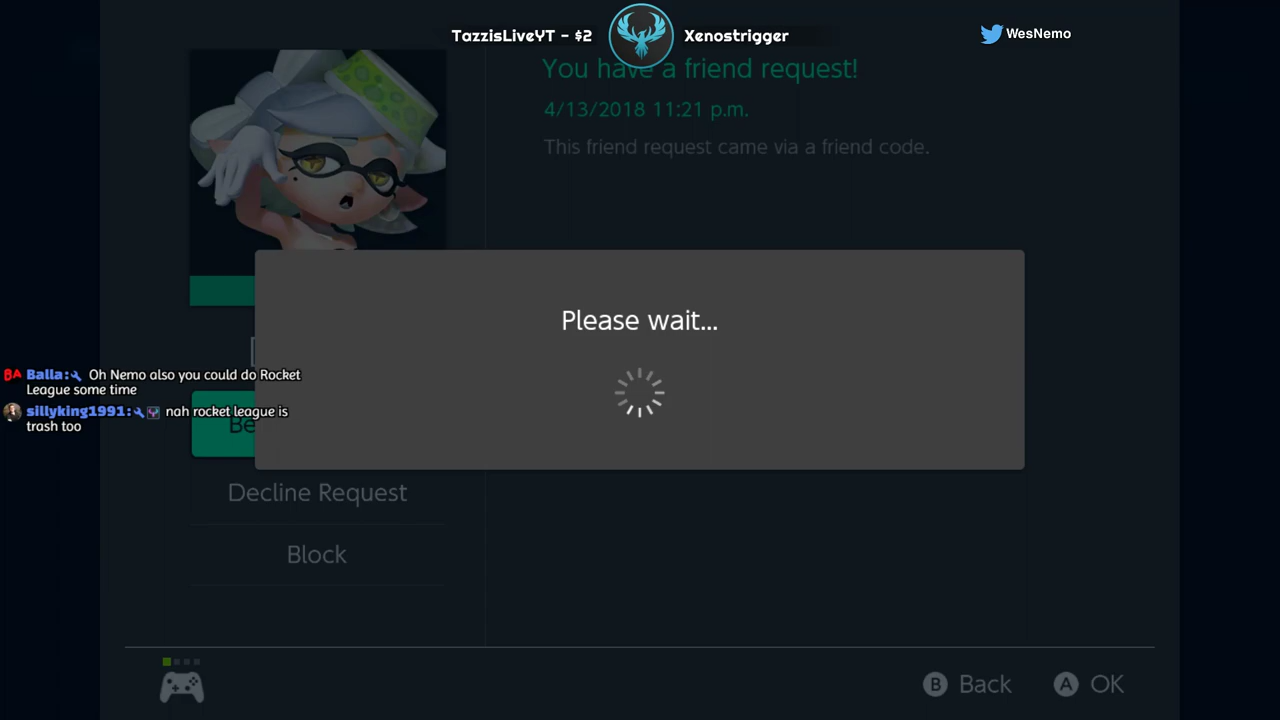 TazzisLiveYT - $2
Xenostrigger
WesNemo
You have a friend request!
4/13/2018 11:21 p.m.
This friend request came via a friend code.
Please wait...
BA Balla: Oh Nemo also you could do Rocket
League some time
sillyking1991: nah rocket league is
trash too
Be
Decline Request
Block
B Back
A OK